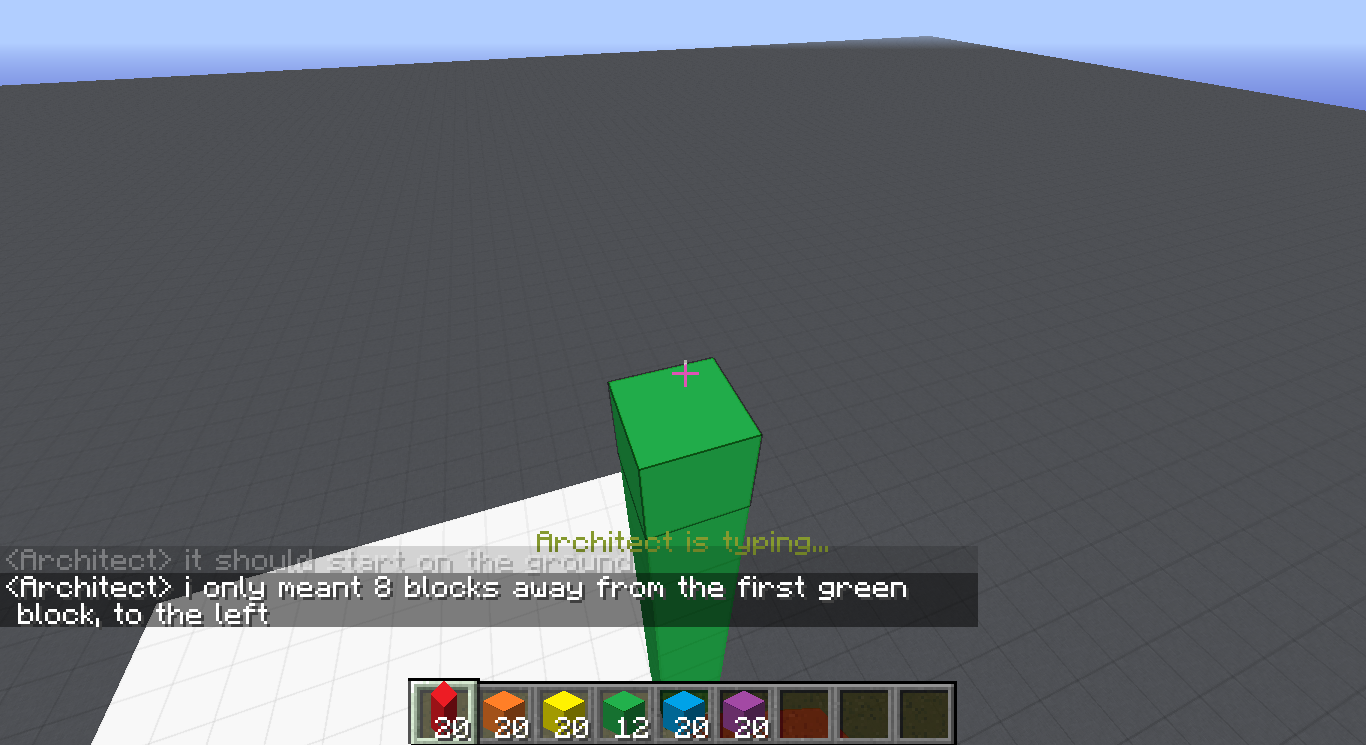 Architect is typing...
<Architect> it should start on the ground
<Architect> i only meant 8 blocks away from the first green
block, to the left
20 20 20 12 20 20